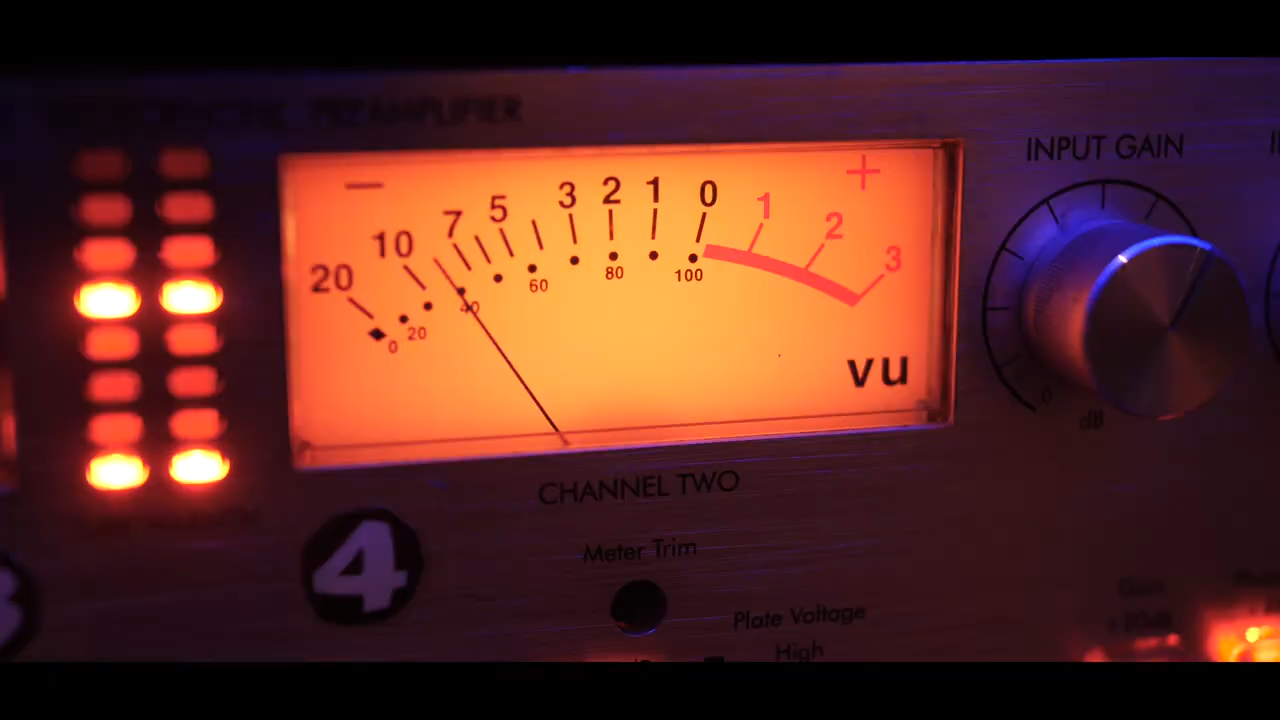 PREAMPLIFIER
INPUT GAIN
− +
20 10 7 5 3 2 1 0 1 2 3
0 20 40 60 80 100
vu
0
dB
CHANNEL TWO
4
Meter Trim
Plate Voltage
High
Gain